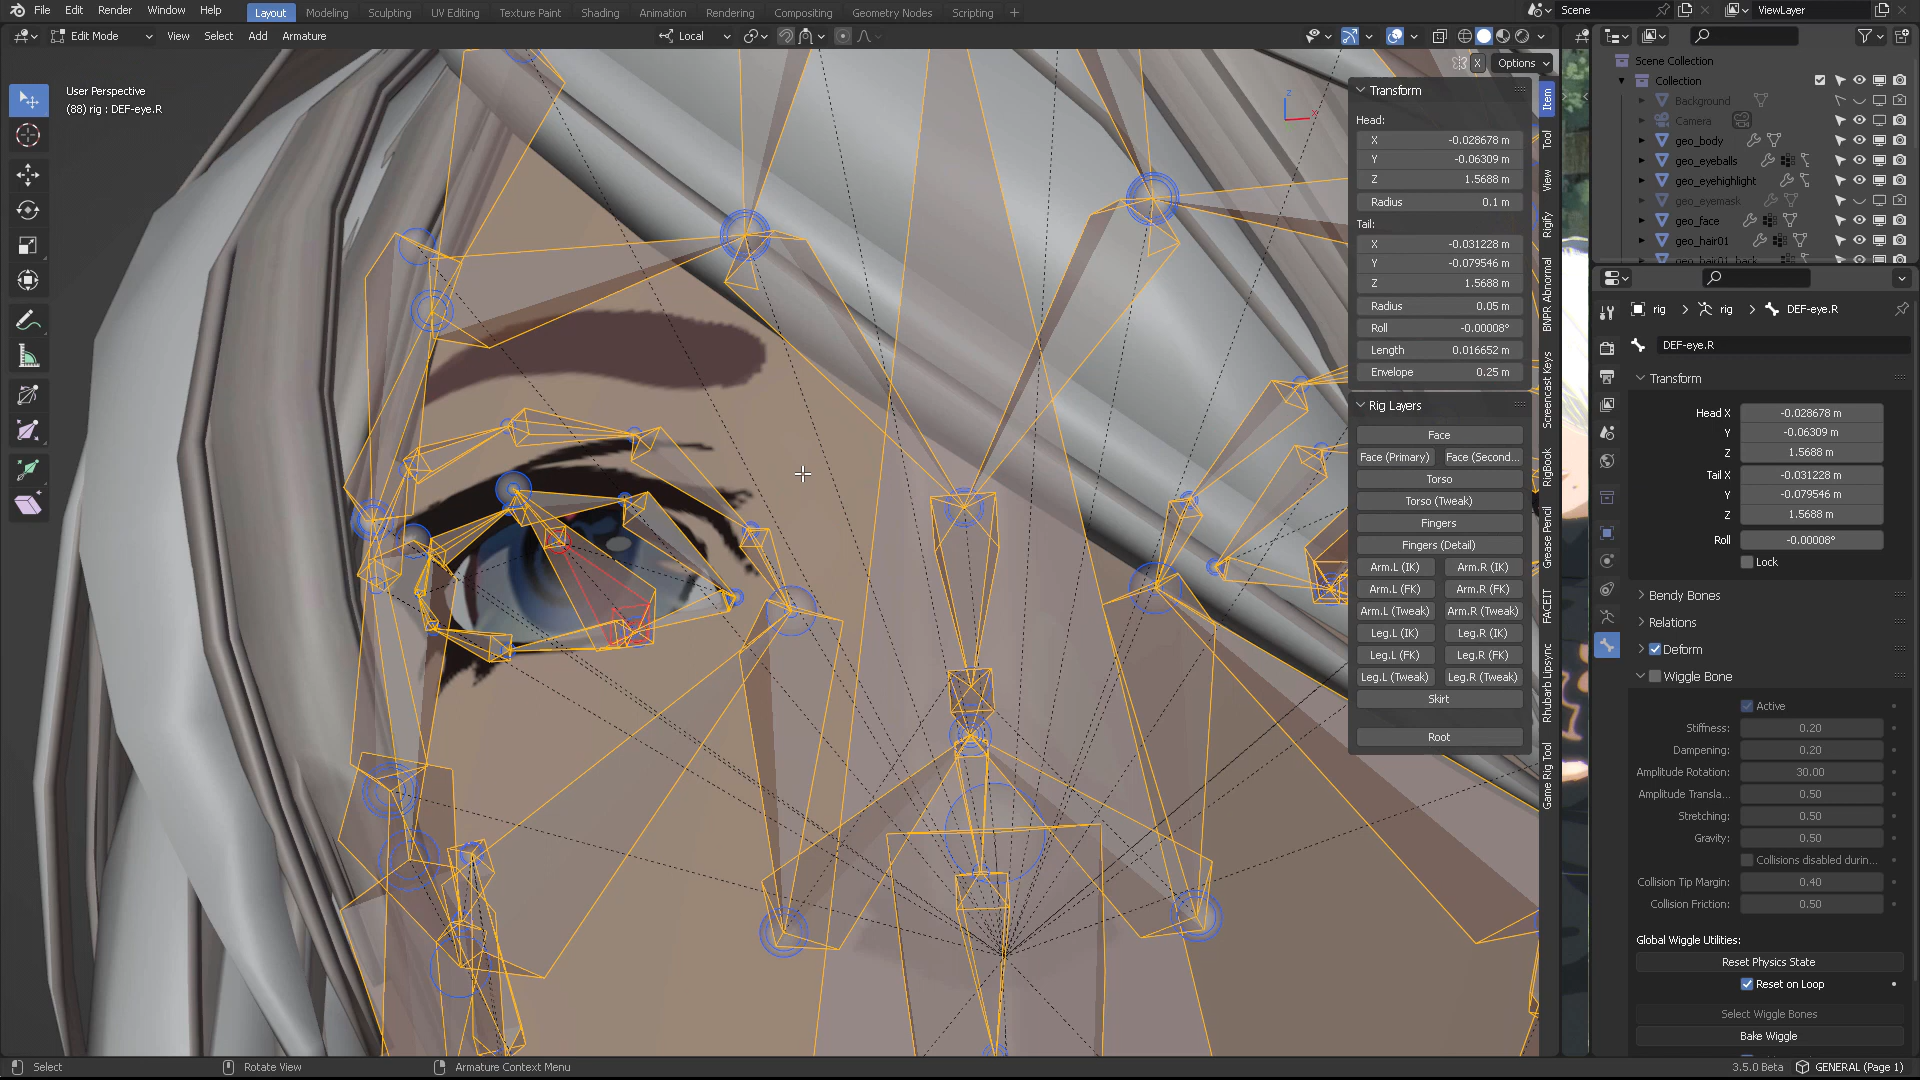 File Edit Render Window Help Layout Modeling Sculpting UV Editing Texture Paint Shading Animation Rendering Compositing Geometry Nodes Scripting + Scene ViewLayer
Edit Mode View Select Add Armature Local
X Options
User Perspective
(88) rig : DEF-eye.R
Transform
Head:
X -0.028678 m
Y -0.06309 m
Z 1.5688 m
Radius 0.1 m
Tail:
X -0.031228 m
Y -0.079546 m
Z 1.5688 m
Radius 0.05 m
Roll -0.00008°
Length 0.016652 m
Envelope 0.25 m
Rig Layers
Face
Face (Primary) Face (Second...
Torso
Torso (Tweak)
Fingers
Fingers (Detail)
Arm.L (IK) Arm.R (IK)
Arm.L (FK) Arm.R (FK)
Arm.L (Tweak) Arm.R (Tweak)
Leg.L (IK) Leg.R (IK)
Leg.L (FK) Leg.R (FK)
Leg.L (Tweak) Leg.R (Tweak)
Skirt
Root
Item
Tool
View
Rigify
BNPR Abnormal
Screencast Keys
RigBook
Grease Pencil
FACEIT
Rhubarb Lipsync
Game Rig Tool
Z
X
Scene Collection
Collection
Background
Camera
geo_body
geo_eyeballs
geo_eyehighlight
geo_eyemask
geo_face
geo_hair01
geo_hair01_back
rig > rig > DEF-eye.R
DEF-eye.R
Transform
Head X -0.028678 m
Y -0.06309 m
Z 1.5688 m
Tail X -0.031228 m
Y -0.079546 m
Z 1.5688 m
Roll -0.00008°
Lock
Bendy Bones
Relations
Deform
Wiggle Bone
Active
Stiffness: 0.20
Dampening: 0.20
Amplitude Rotation: 30.00
Amplitude Transla... 0.50
Stretching: 0.50
Gravity: 0.50
Collisions disabled durin...
Collision Tip Margin: 0.40
Collision Friction: 0.50
Global Wiggle Utilities:
Reset Physics State
Reset on Loop
Select Wiggle Bones
Bake Wiggle
Select Rotate View Armature Context Menu 3.5.0 Beta GENERAL (Page 1)